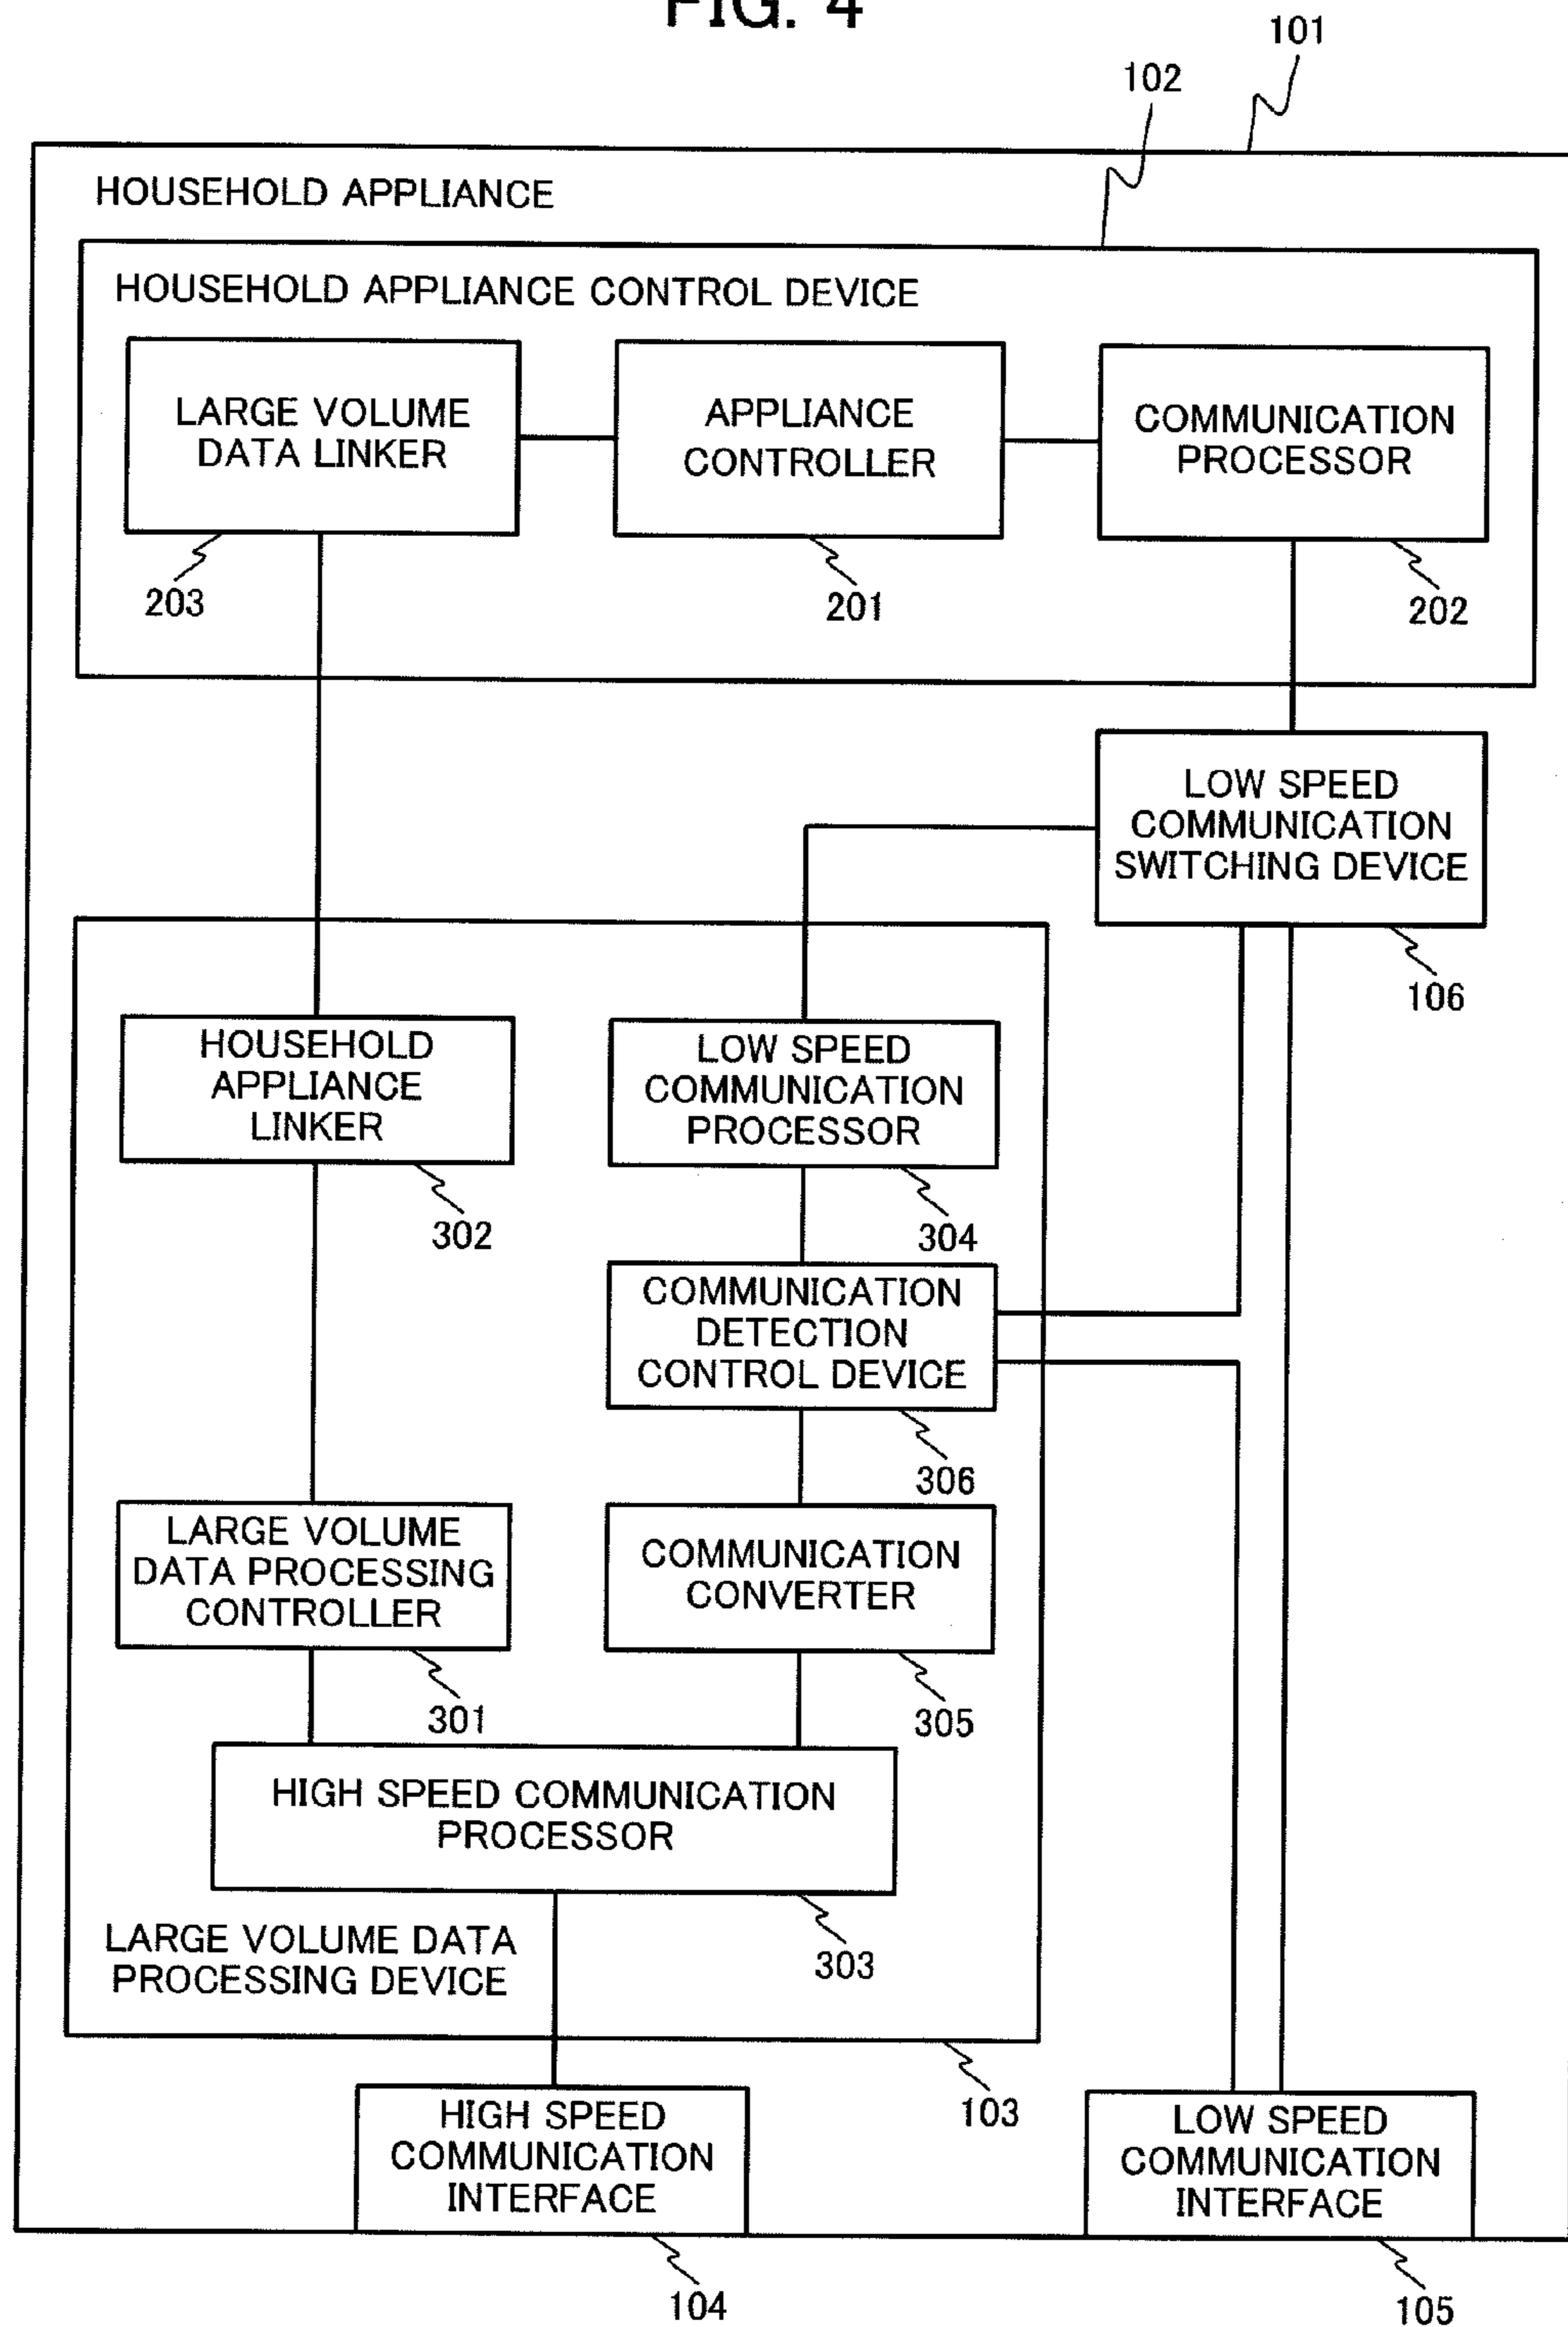 FIG. 4
101
102
HOUSEHOLD APPLIANCE
HOUSEHOLD APPLIANCE CONTROL DEVICE
LARGE VOLUME
DATA LINKER
APPLIANCE
CONTROLLER
COMMUNICATION
PROCESSOR
203
201
202
LOW SPEED
COMMUNICATION
SWITCHING DEVICE
106
HOUSEHOLD
APPLIANCE
LINKER
302
LOW SPEED
COMMUNICATION
PROCESSOR
304
COMMUNICATION
DETECTION
CONTROL DEVICE
306
LARGE VOLUME
DATA PROCESSING
CONTROLLER
301
COMMUNICATION
CONVERTER
305
HIGH SPEED COMMUNICATION
PROCESSOR
303
LARGE VOLUME DATA
PROCESSING DEVICE
103
HIGH SPEED
COMMUNICATION
INTERFACE
104
LOW SPEED
COMMUNICATION
INTERFACE
105